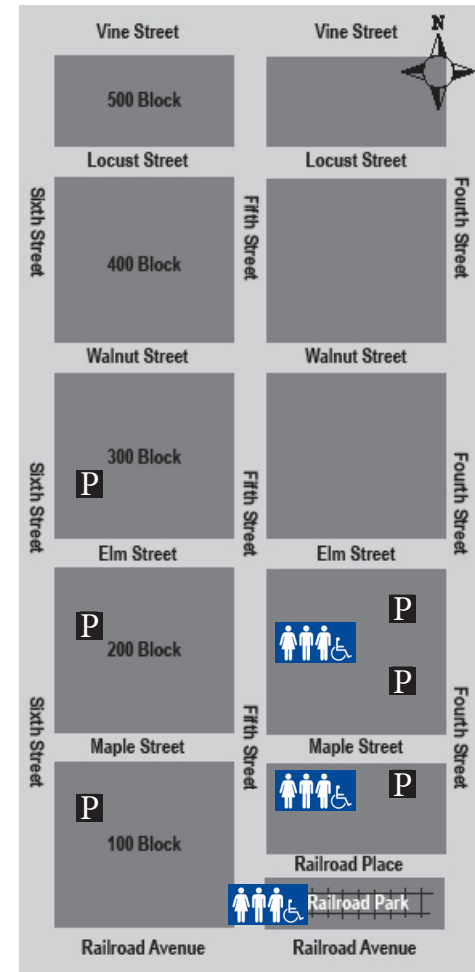 Vine Street
Vine Street
N
500 Block
Locust Street
Locust Street
Sixth Street
Fifth Street
Fourth Street
400 Block
Walnut Street
Walnut Street
300 Block
P
Sixth Street
Fifth Street
Fourth Street
Elm Street
Elm Street
P
P
200 Block
P
Sixth Street
Fifth Street
Fourth Street
Maple Street
Maple Street
P
P
100 Block
Railroad Place
Railroad Park
Railroad Avenue
Railroad Avenue